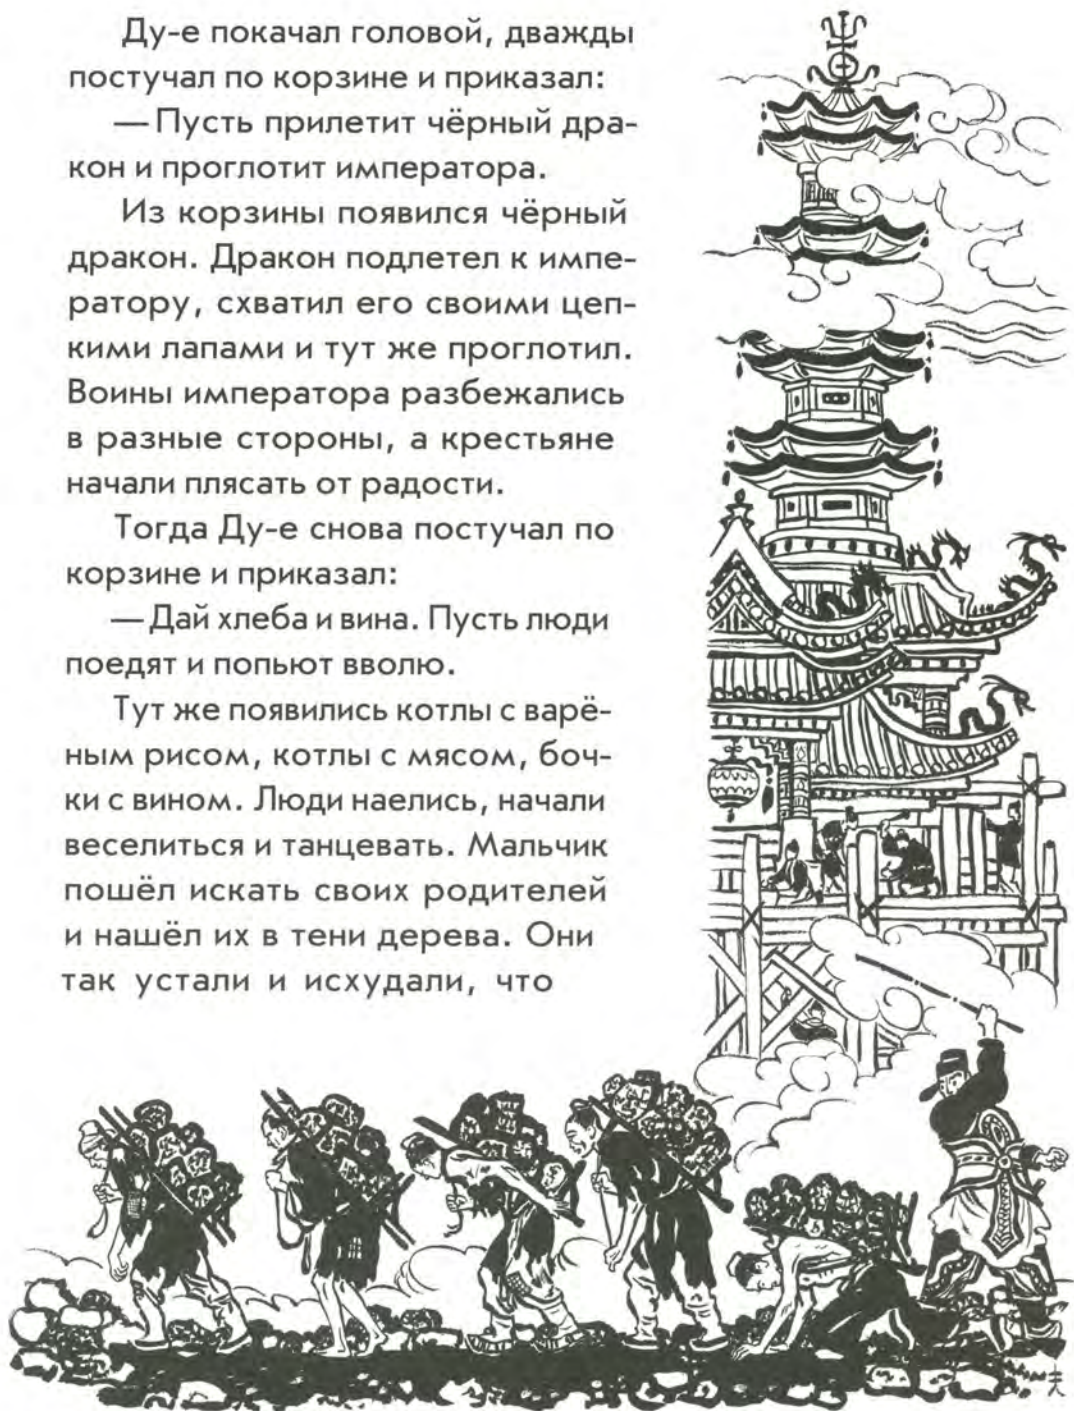 Ду-е покачал головой, дважды
постучал по корзине и приказал:
— Пусть прилетит чёрный дра-
кон и проглотит императора.
Из корзины появился чёрный
дракон. Дракон подлетел к импе-
ратору, схватил его своими цеп-
кими лапами и тут же проглотил.
Воины императора разбежались
в разные стороны, а крестьяне
начали плясать от радости.
Тогда Ду-е снова постучал по
корзине и приказал:
— Дай хлеба и вина. Пусть люди
поедят и попьют вволю.
Тут же появились котлы с варё-
ным рисом, котлы с мясом, боч-
ки с вином. Люди наелись, начали
веселиться и танцевать. Мальчик
пошёл искать своих родителей
и нашёл их в тени дерева. Они
так устали и исхудали, что